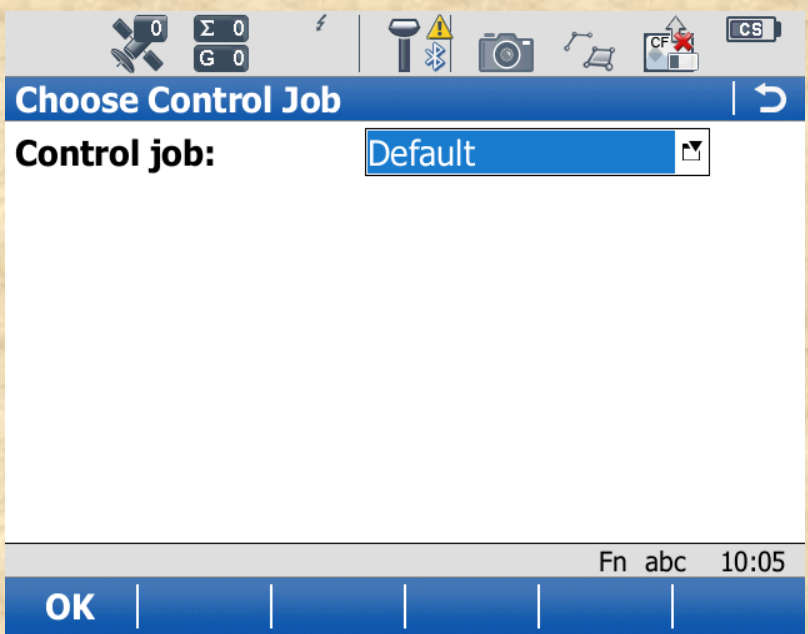 0 Σ 0
G 0
CF
CS
Choose Control Job
Control job: Default
Fn abc 10:05
OK